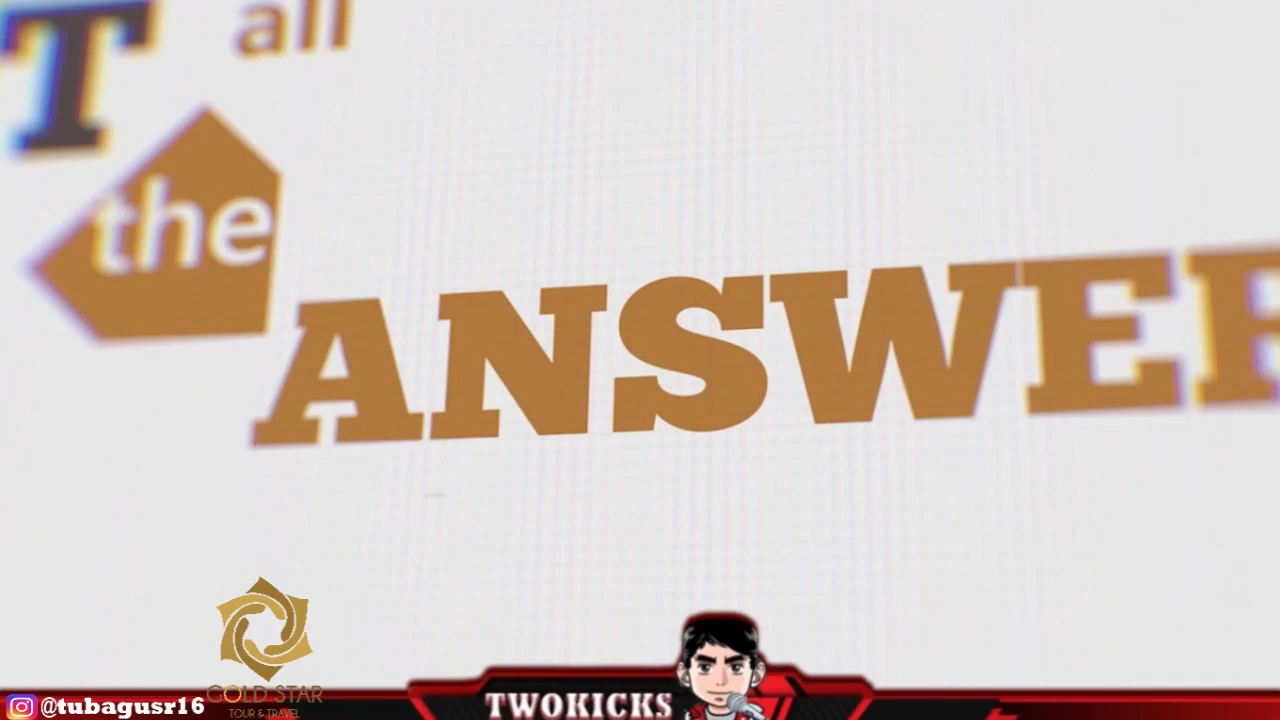 T all
the
ANSWER
GOLD STAR
TOUR & TRAVEL
@tubagusr16
TWOKICKS